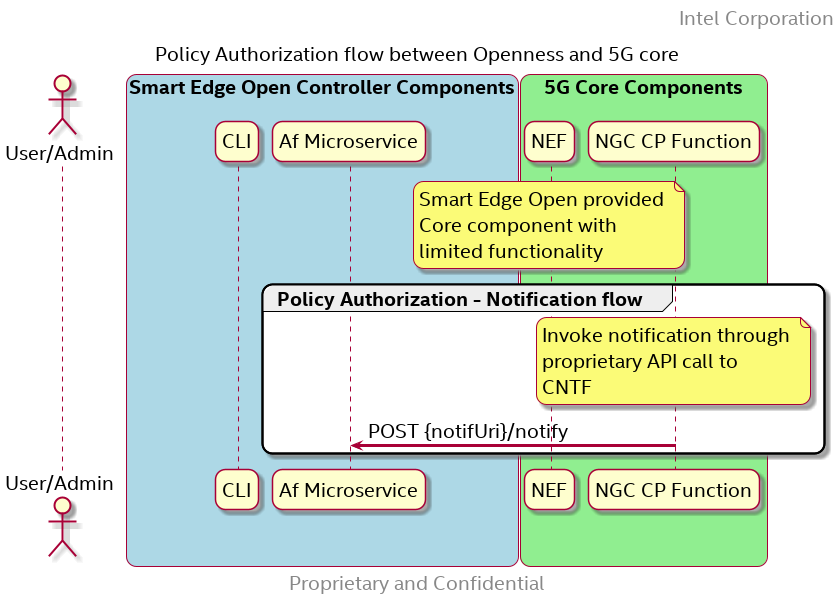 Intel Corporation
Policy Authorization flow between Openness and 5G core
Smart Edge Open Controller Components
5G Core Components
User/Admin
CLI
Af Microservice
NEF
NGC CP Function
Smart Edge Open provided
Core component with
limited functionality
Policy Authorization - Notification flow
Invoke notification through
proprietary API call to
CNTF
POST {notifUri}/notify
User/Admin
CLI
Af Microservice
NEF
NGC CP Function
Proprietary and Confidential